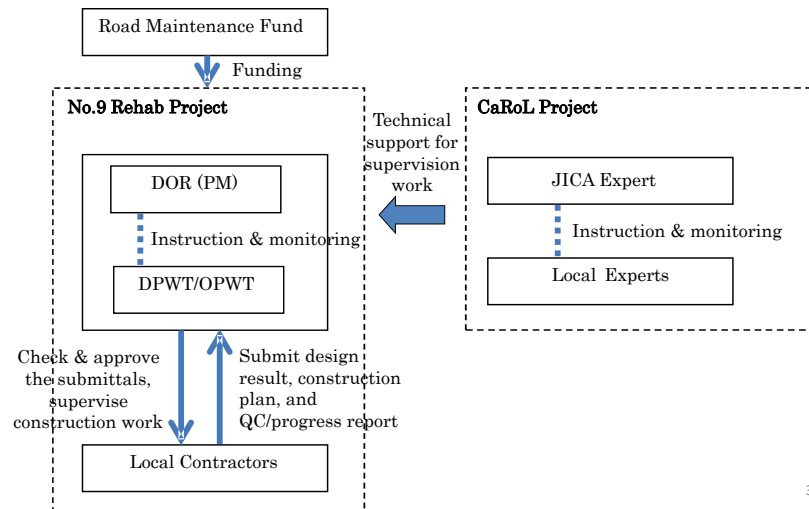 Road Maintenance Fund
Funding
No.9 Rehab Project
DOR (PM)
Instruction & monitoring
DPWT/OPWT
Check & approve
the submittals,
supervise
construction work
Submit design
result, construction
plan, and
QC/progress report
Local Contractors
Technical
support for
supervision
work
CaRoL Project
JICA Expert
Instruction & monitoring
Local Experts